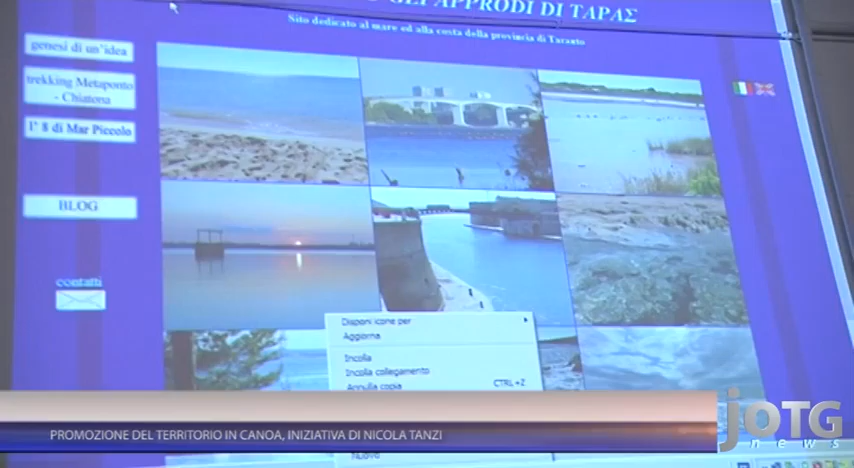 GLI APPRODI DI TAPAΣ
Sito dedicato al mare ed alla costa della provincia di Taranto
genesi di un'idea
trekking Metaponto
- Chiatona
l' 8 di Mar Piccolo
BLOG
contatti
Disponi icone per
Aggiorna
Incolla
Incolla collegamento
Annulla copia CTRL+Z
Nuovo
PROMOZIONE DEL TERRITORIO IN CANOA, INIZIATIVA DI NICOLA TANZI
joTG
news